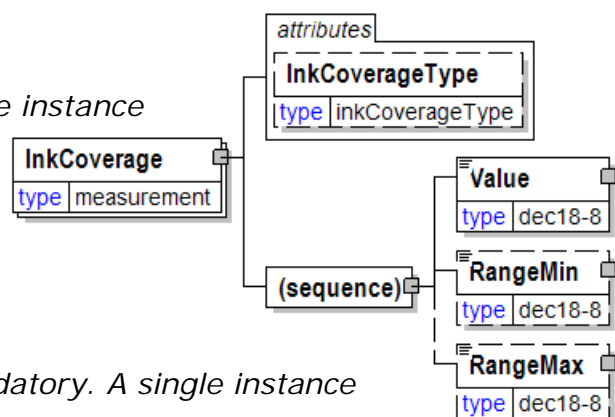 attributes
InkCoverageType
type inkCoverageType
instance
InkCoverage
type measurement
Value
type dec18-8
(sequence)
RangeMin
type dec18-8
RangeMax
type dec18-8
A single instance